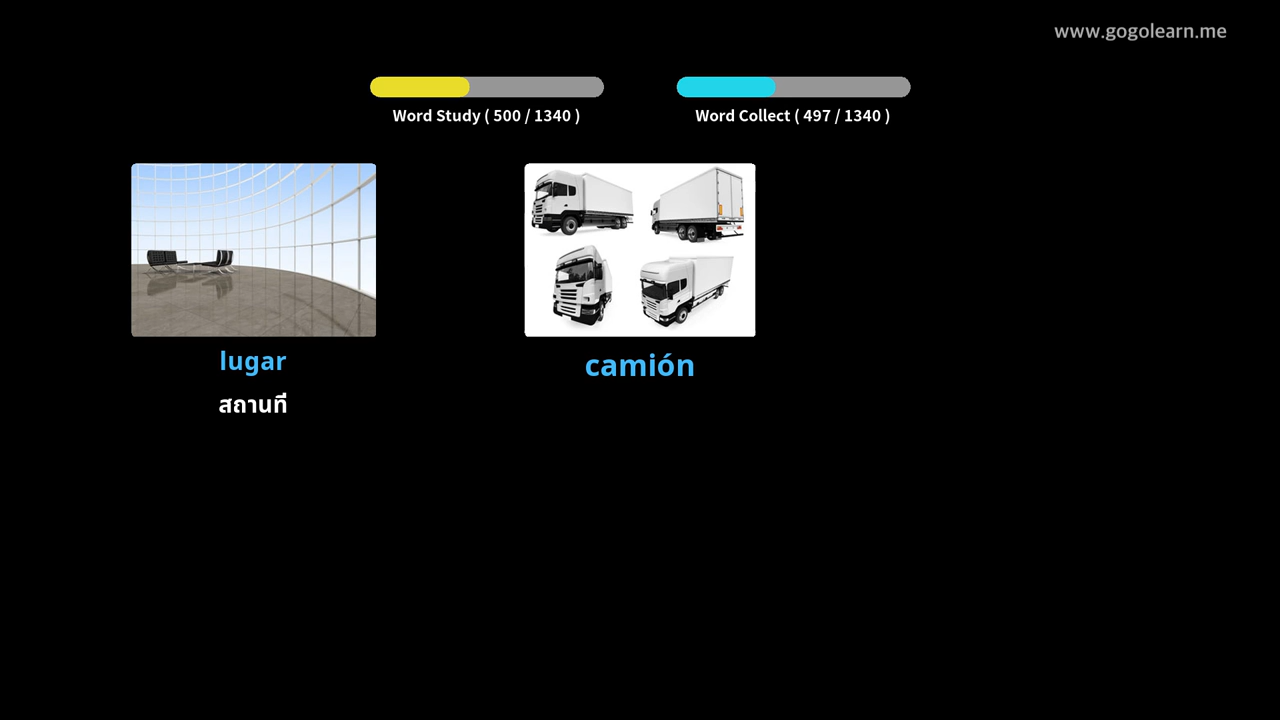 www.gogolearn.me
Word Study ( 500 / 1340 )
Word Collect ( 497 / 1340 )
lugar
สถานที่
camión